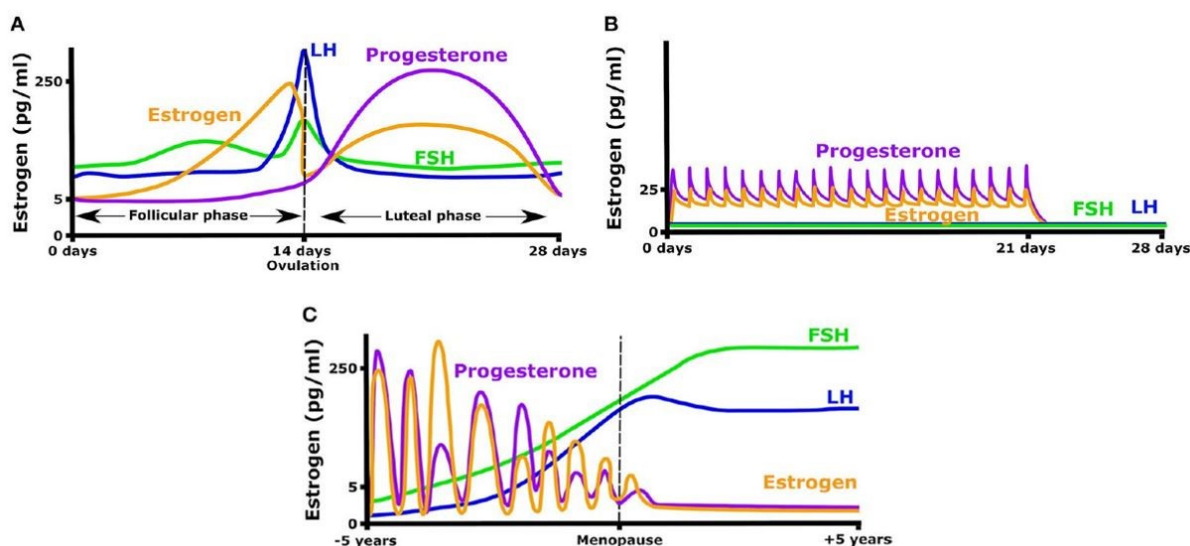 A
Estrogen (pg/ml)
250
5
0
LH
Progesterone
Estrogen
FSH
Follicular phase
Luteal phase
0 days
14 days
28 days
Ovulation
B
Estrogen (pg/ml)
25
0
Progesterone
Estrogen
FSH
LH
0 days
21 days
28 days
C
Estrogen (pg/ml)
250
5
0
FSH
Progesterone
LH
Estrogen
-5 years
Menopause
+5 years